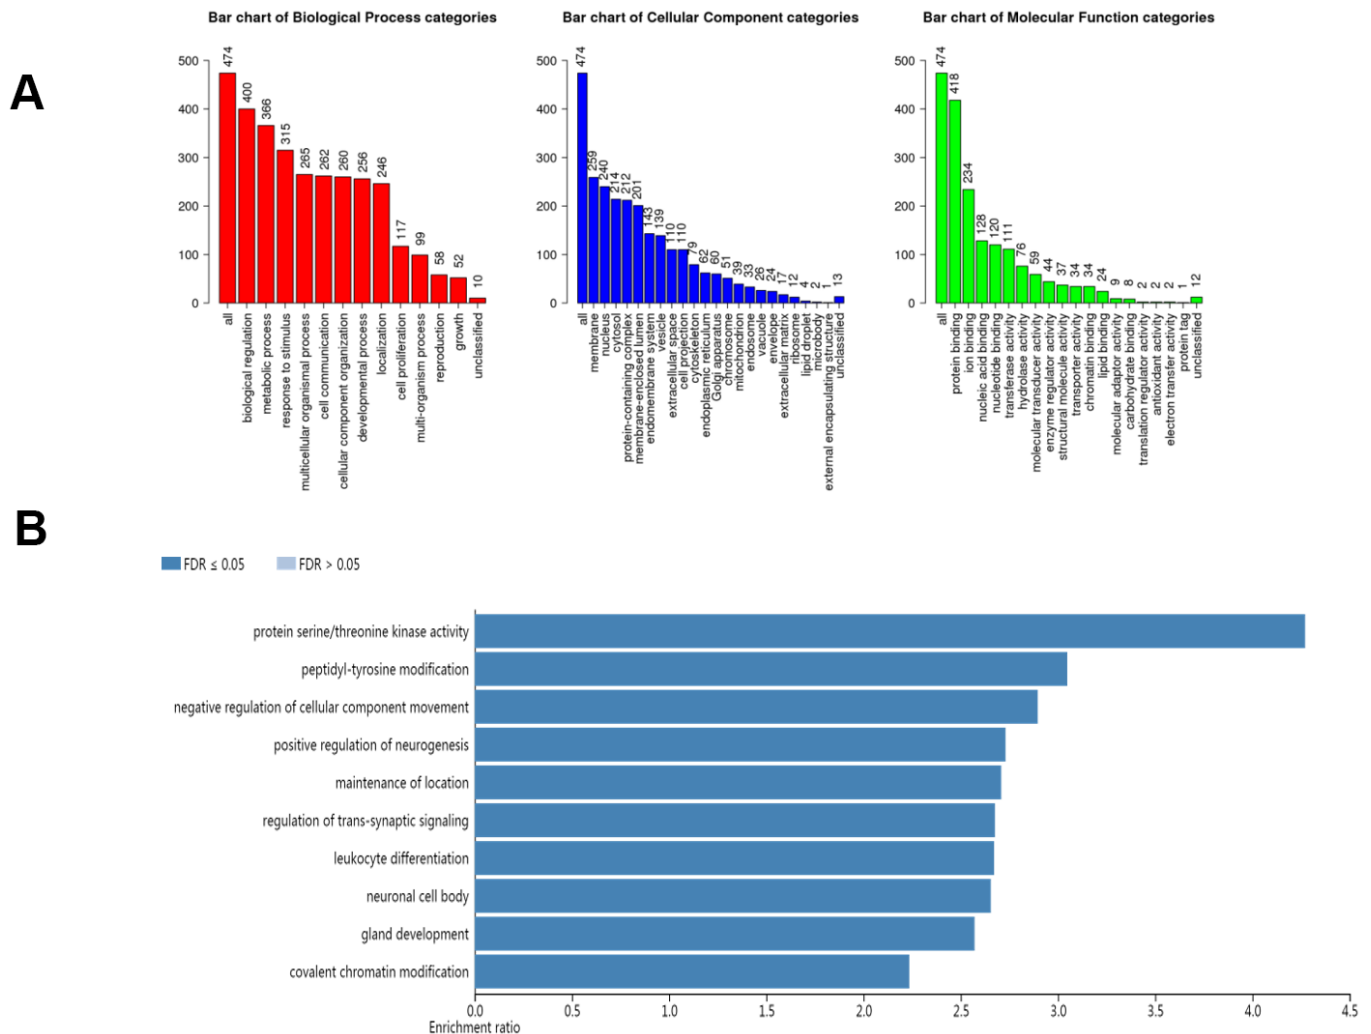 A
Bar chart of Biological Process categories
500
400
300
200
100
0
474
400
366
315
265
262
260
256
246
117
99
58
52
10
all
biological regulation
metabolic process
response to stimulus
multicellular organismal process
cell communication
cellular component organization
developmental process
localization
cell proliferation
multi-organism process
reproduction
growth
unclassified
Bar chart of Cellular Component categories
500
400
300
200
100
0
474
259
240
214
212
201
143
139
110
110
79
62
60
51
39
33
26
24
17
12
4
2
1
13
all
membrane
nucleus
cytosol
protein-containing complex
membrane-enclosed lumen
endomembrane system
vesicle
extracellular space
cell projection
cytoskeleton
endoplasmic reticulum
Golgi apparatus
chromosome
mitochondrion
endosome
vacuole
envelope
extracellular matrix
ribosome
lipid droplet
microbody
external encapsulating structure
unclassified
Bar chart of Molecular Function categories
500
400
300
200
100
0
474
418
234
128
120
111
76
59
44
37
34
34
24
9
8
2
2
2
1
12
all
protein binding
ion binding
nucleic acid binding
nucleotide binding
transferase activity
hydrolase activity
molecular transducer activity
enzyme regulator activity
structural molecule activity
transporter activity
chromatin binding
lipid binding
molecular adaptor activity
carbohydrate binding
translation regulator activity
antioxidant activity
electron transfer activity
protein tag
unclassified
B
FDR ≤ 0.05
FDR > 0.05
protein serine/threonine kinase activity
peptidyl-tyrosine modification
negative regulation of cellular component movement
positive regulation of neurogenesis
maintenance of location
regulation of trans-synaptic signaling
leukocyte differentiation
neuronal cell body
gland development
covalent chromatin modification
0.0 0.5 1.0 1.5 2.0 2.5 3.0 3.5 4.0 4.5
Enrichment ratio